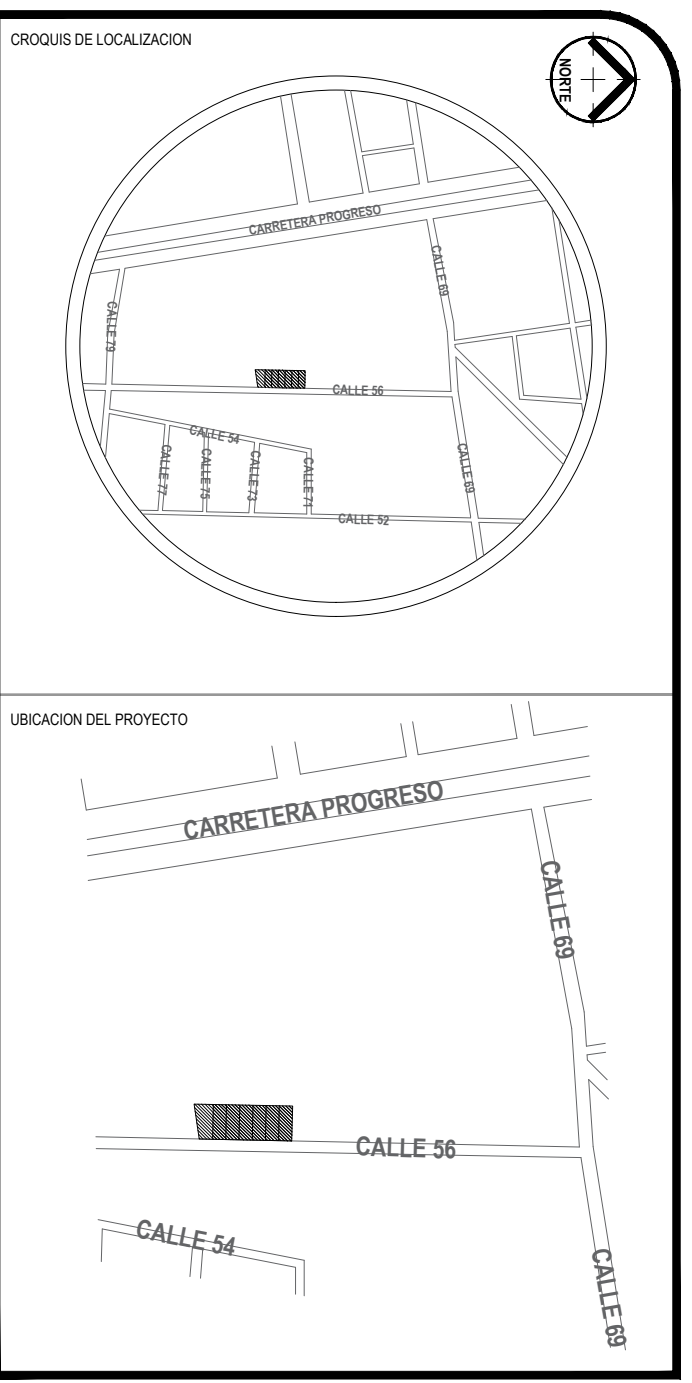 CROQUIS DE LOCALIZACION
NORTE
CARRETERA PROGRESO
CALLE 69
CALLE 79
CALLE 56
CALLE 54
CALLE 69
CALLE 77
CALLE 75
CALLE 73
CALLE 71
CALLE 52
UBICACION DEL PROYECTO
CARRETERA PROGRESO
CALLE 69
CALLE 56
CALLE 54
CALLE 69